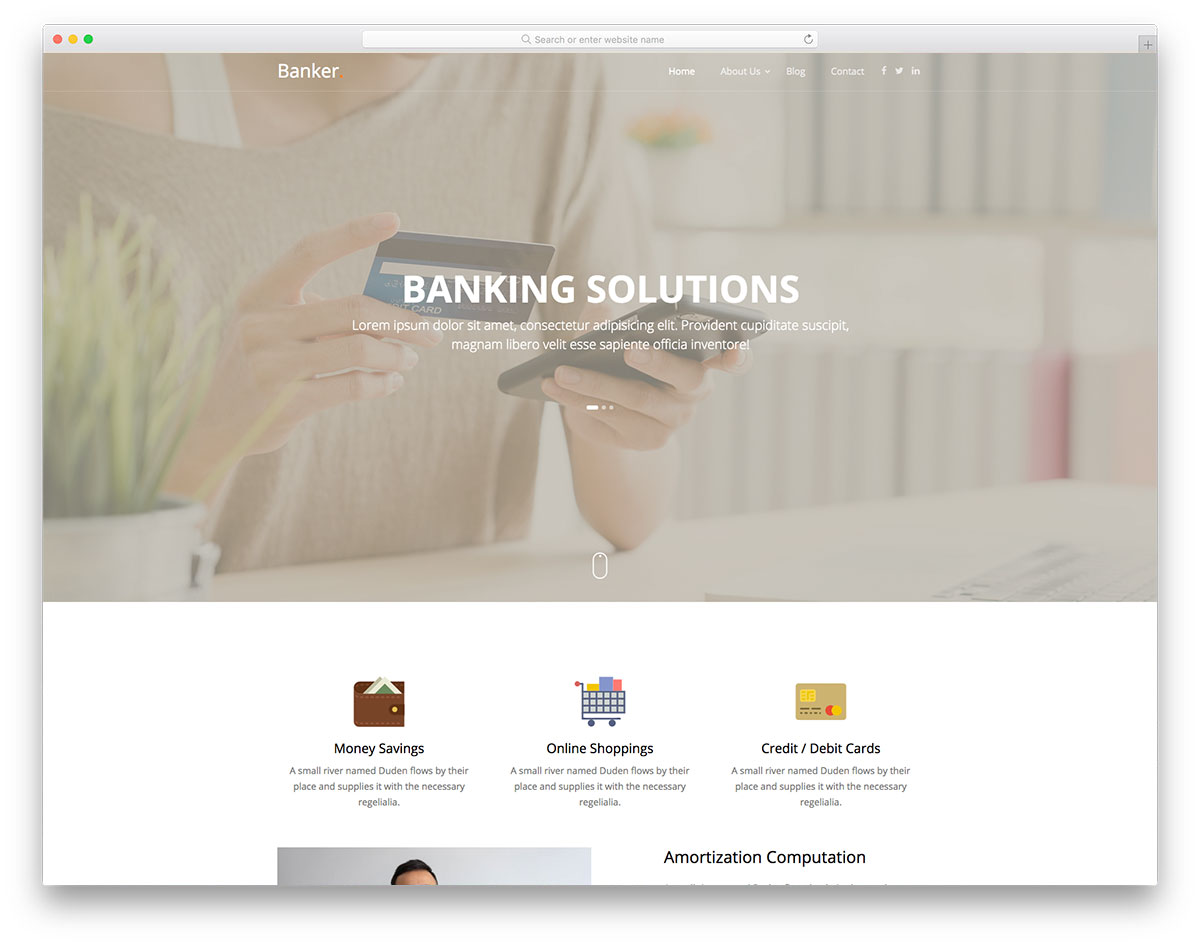 Search or enter website name
Banker.
Home About Us Blog Contact
BANKING SOLUTIONS
Lorem ipsum dolor sit amet, consectetur adipisicing elit. Provident cupiditate suscipit,
magnam libero velit esse sapiente officia inventore!
Money Savings
A small river named Duden flows by their
place and supplies it with the necessary
regelialia.
Online Shoppings
A small river named Duden flows by their
place and supplies it with the necessary
regelialia.
Credit / Debit Cards
A small river named Duden flows by their
place and supplies it with the necessary
regelialia.
Amortization Computation